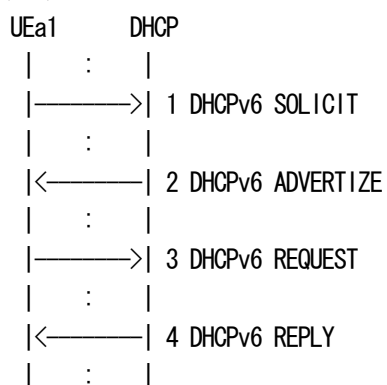 UEa1 DHCP
| : |
|--------->| 1 DHCPv6 SOLICIT
| : |
|<---------| 2 DHCPv6 ADVERTIZE
| : |
|--------->| 3 DHCPv6 REQUEST
| : |
|<---------| 4 DHCPv6 REPLY
| : |